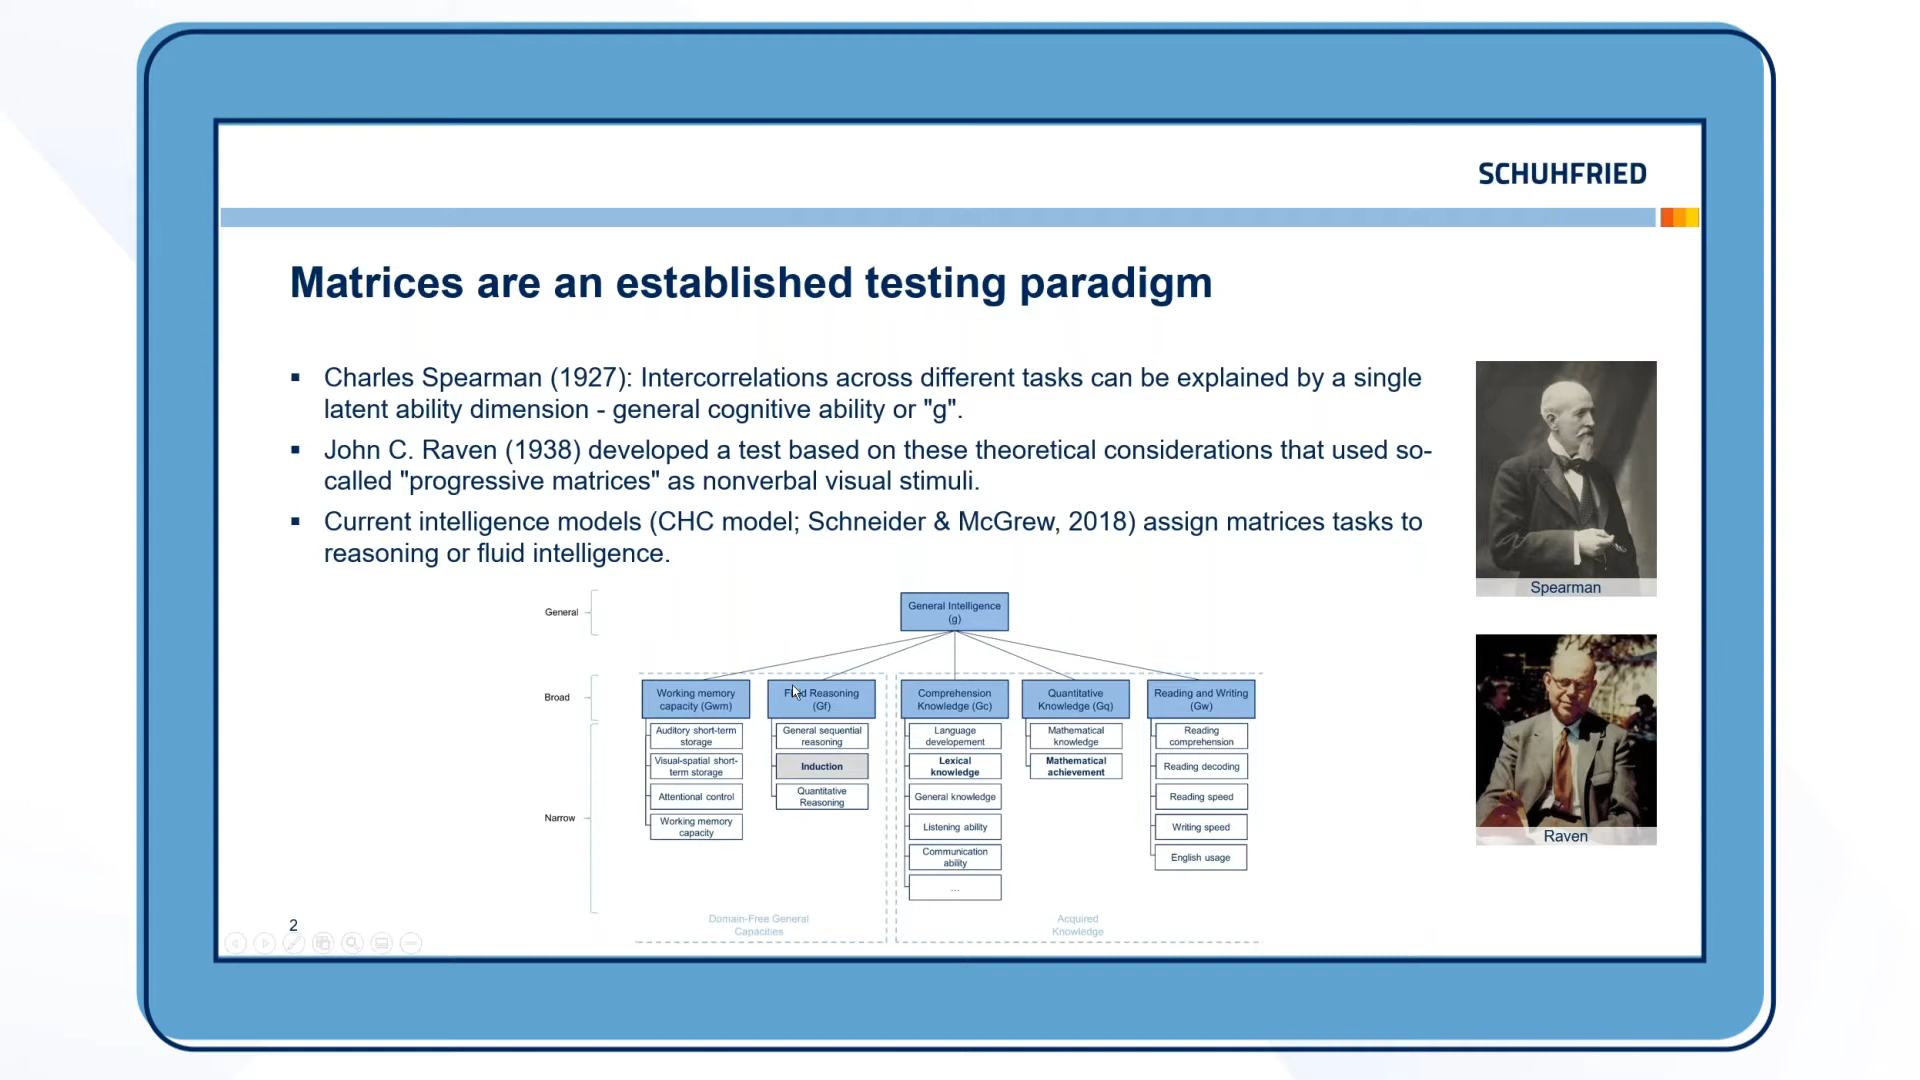 SCHUHFRIED
Matrices are an established testing paradigm
▪ Charles Spearman (1927): Intercorrelations across different tasks can be explained by a single
latent ability dimension - general cognitive ability or "g".
▪ John C. Raven (1938) developed a test based on these theoretical considerations that used so-
called "progressive matrices" as nonverbal visual stimuli.
▪ Current intelligence models (CHC model; Schneider & McGrew, 2018) assign matrices tasks to
reasoning or fluid intelligence.
Spearman
Raven
General
General Intelligence
(g)
Broad
Working memory
capacity (Gwm)
Reasoning
(Gf)
Comprehension
Knowledge (Gc)
Quantitative
Knowledge (Gq)
Reading and Writing
(Gw)
Narrow
Auditory short-term
storage
Visual-spatial short-
term storage
Attentional control
Working memory
capacity
General sequential
reasoning
Induction
Quantitative
Reasoning
Language
developement
Lexical
knowledge
General knowledge
Listening ability
Communication
ability
...
Mathematical
knowledge
Mathematical
achievement
Reading
comprehension
Reading decoding
Reading speed
Writing speed
English usage
Domain-Free General
Capacities
Acquired
Knowledge
2